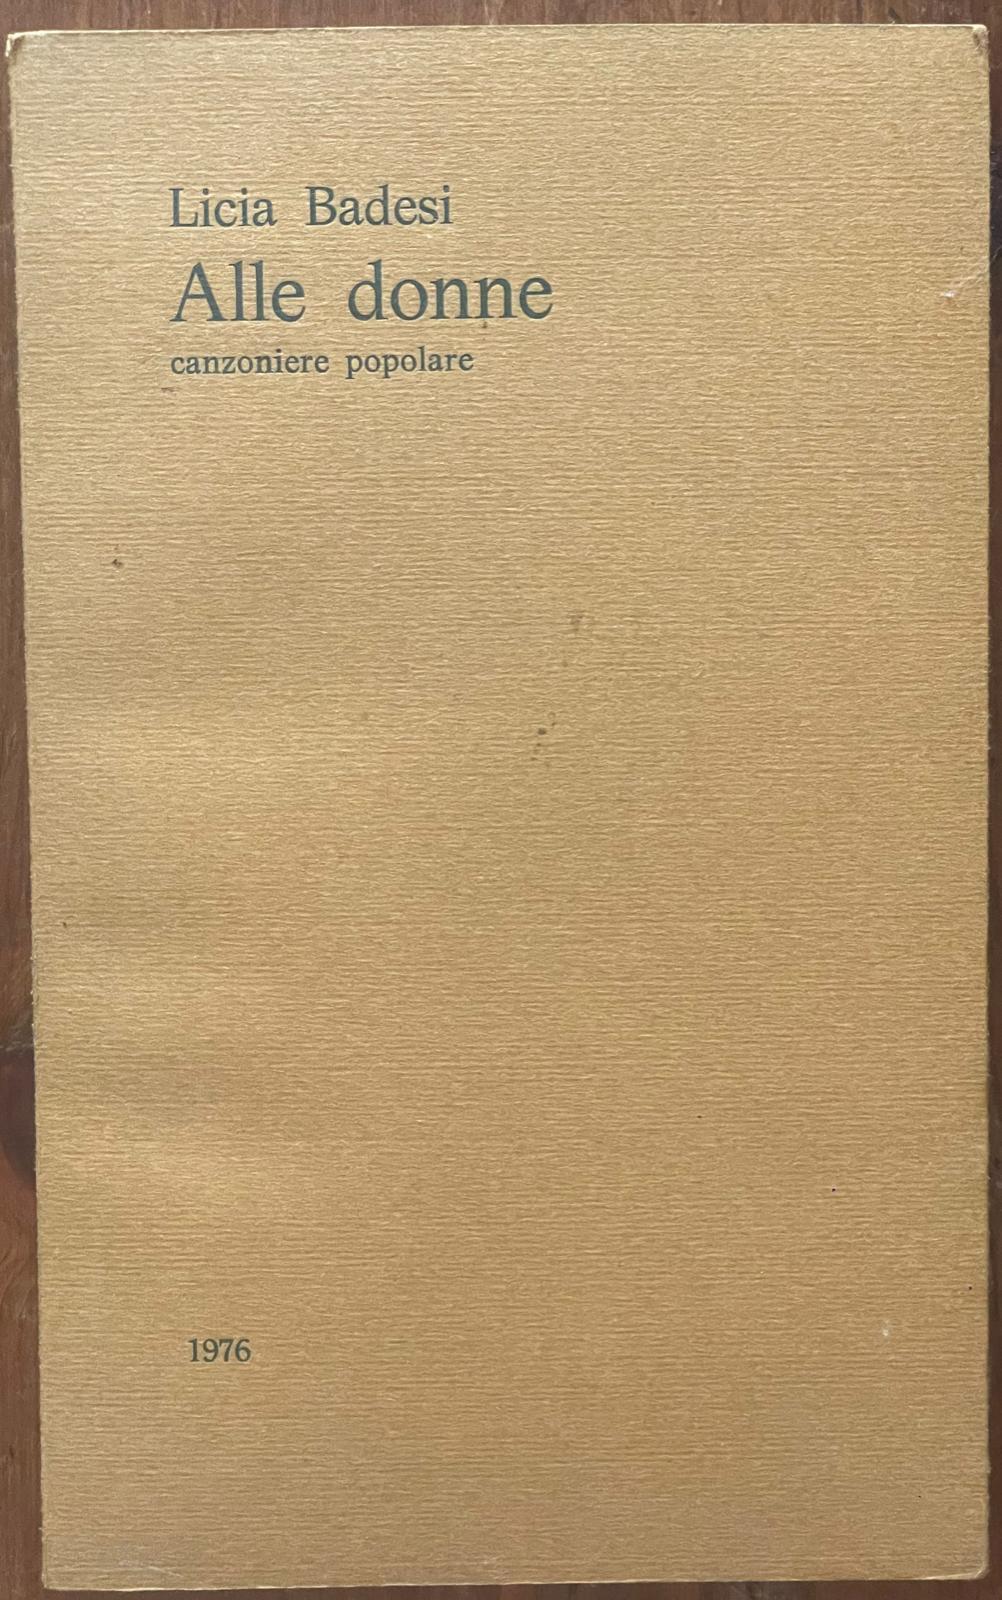 Licia Badesi
Alle donne
canzoniere popolare
1976